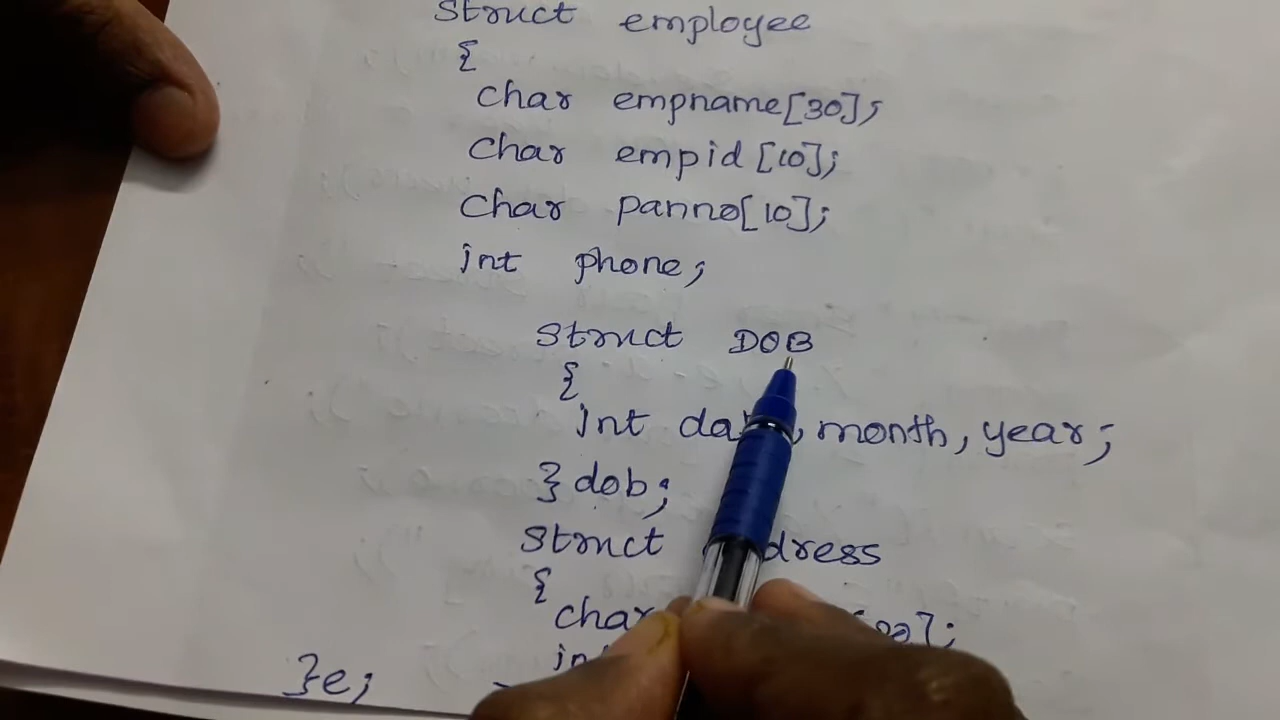 struct employee
{
char empname[30];
char empid[10];
char panno[10];
int phone;
struct DOB
{
int month, year;
} dob;
struct
{
];
}e;